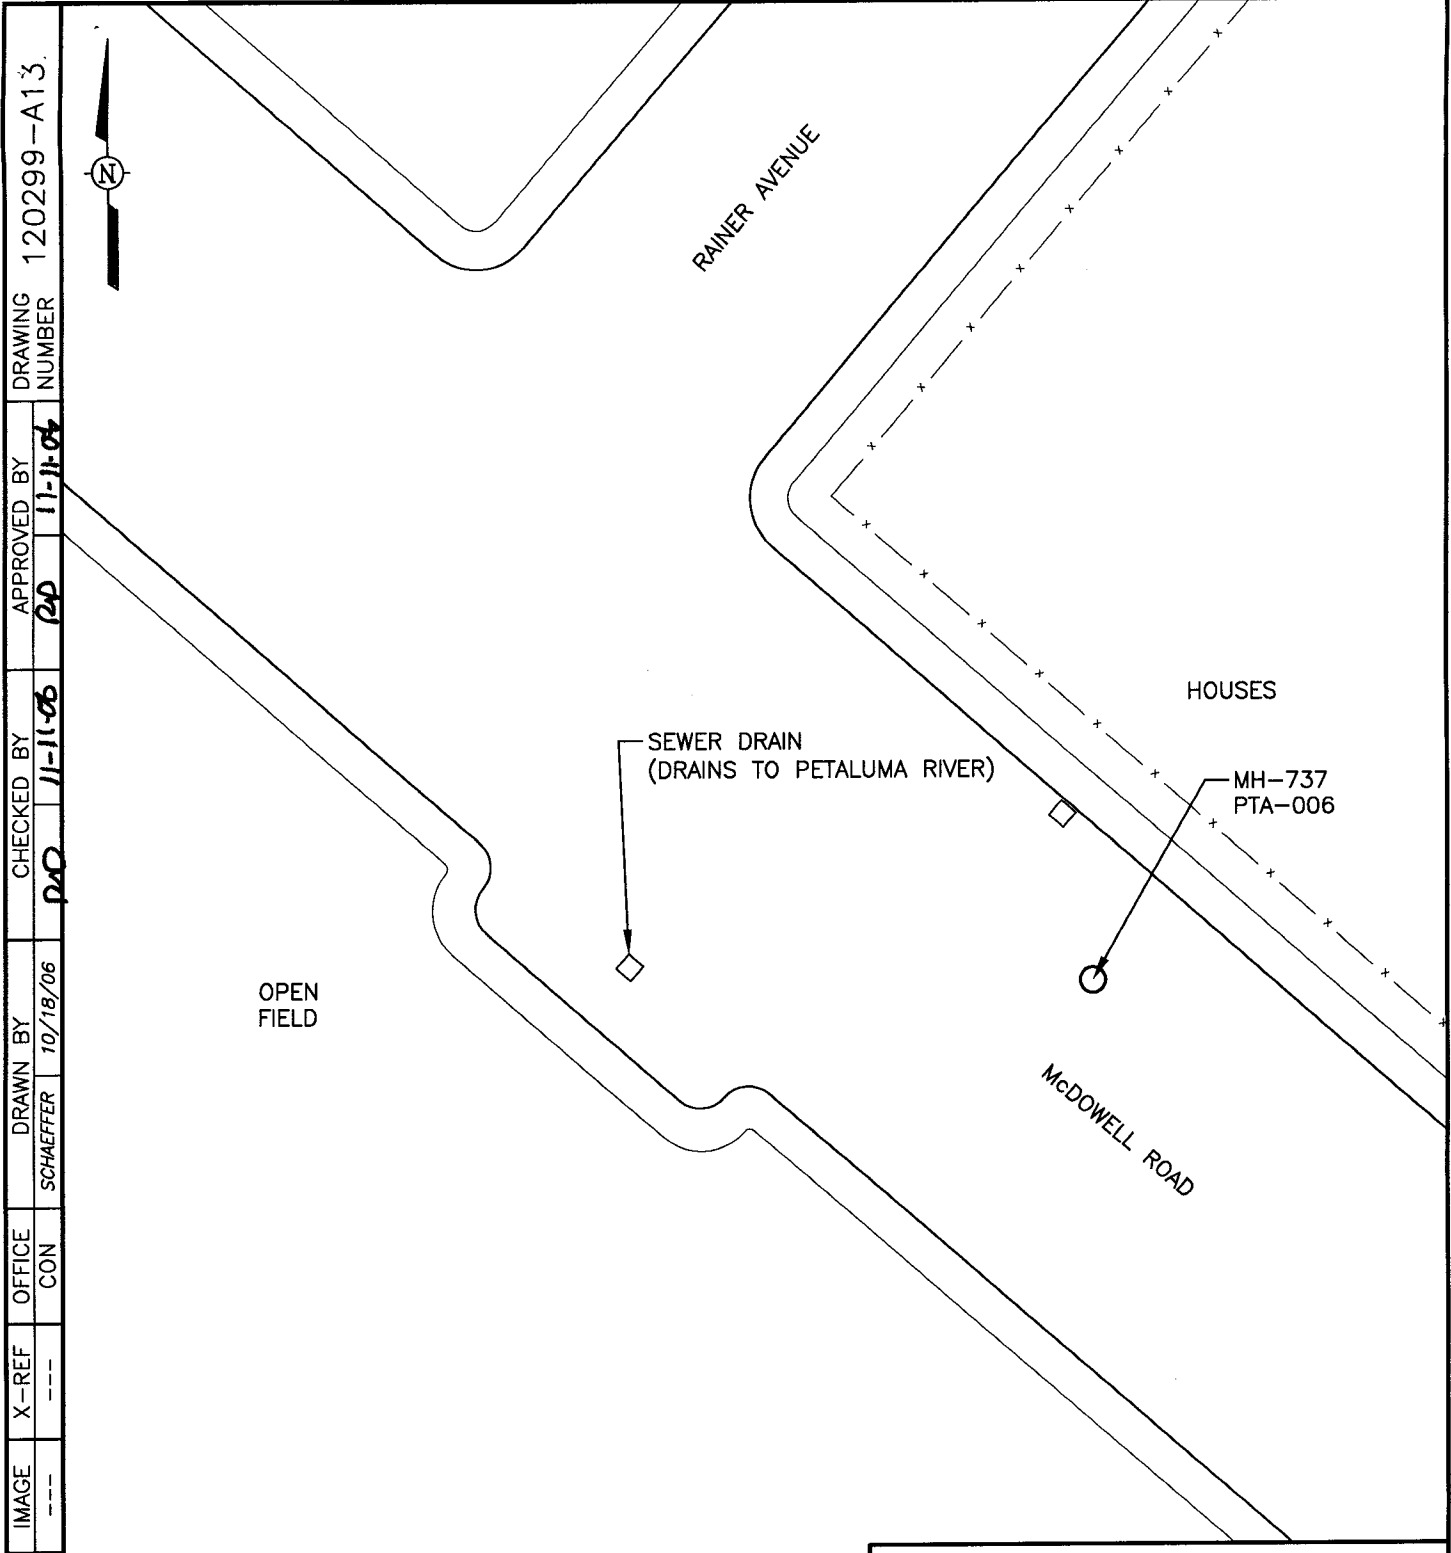 DRAWING
NUMBER
120299-A13.
APPROVED BY
11-11-06
CHECKED BY
11-11-06
DRAWN BY
SCHAEFFER 10/18/06
OFFICE
CON
X-REF
----
IMAGE
----
N
RAINER AVENUE
HOUSES
SEWER DRAIN
(DRAINS TO PETALUMA RIVER)
MH-737
PTA-006
OPEN
FIELD
McDOWELL ROAD